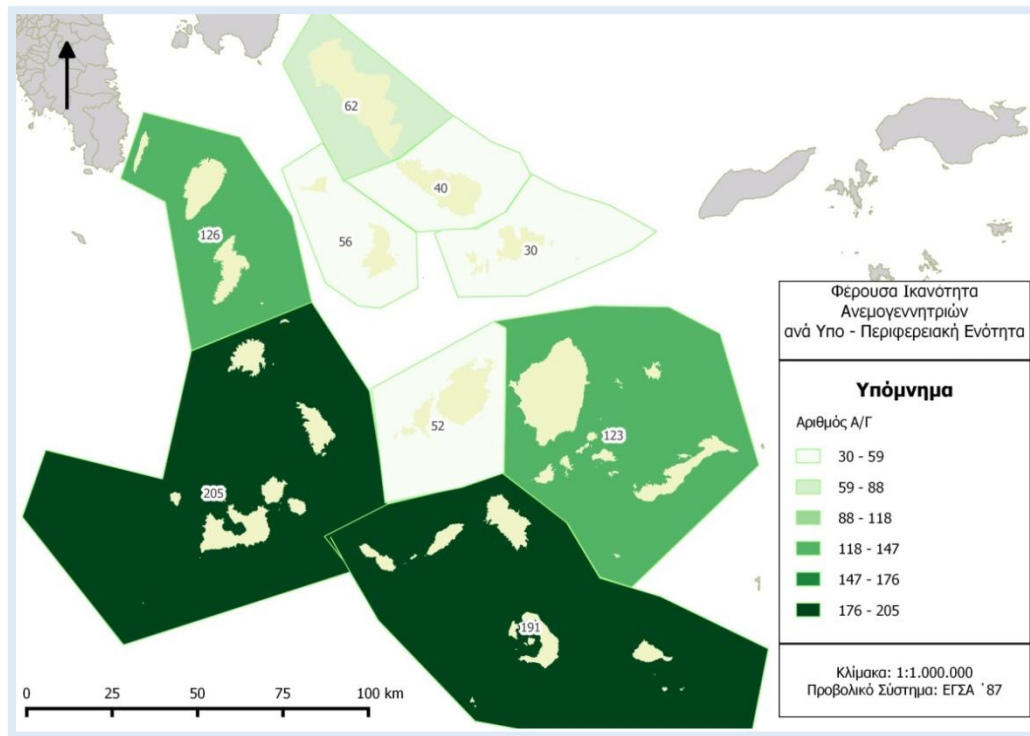 62
40
126
56
30
52
123
205
191
Φέρουσα Ικανότητα
Ανεμογεννητριών
ανά Υπο - Περιφερειακή Ενότητα
Υπόμνημα
Αριθμός Α/Γ
30 - 59
59 - 88
88 - 118
118 - 147
147 - 176
176 - 205
Κλίμακα: 1:1.000.000
Προβολικό Σύστημα: ΕΓΣΑ ΄87
0 25 50 75 100 km